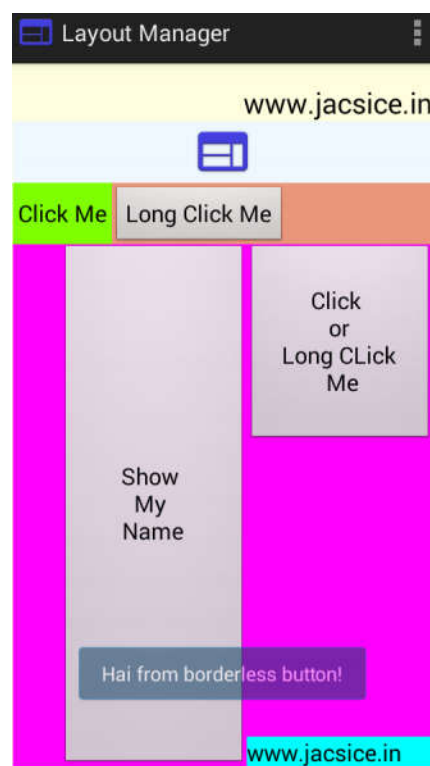 Layout Manager
www.jacsice.in
Click Me
Long Click Me
Click
or
Long CLick
Me
Show
My
Name
Hai from borderless button!
www.jacsice.in